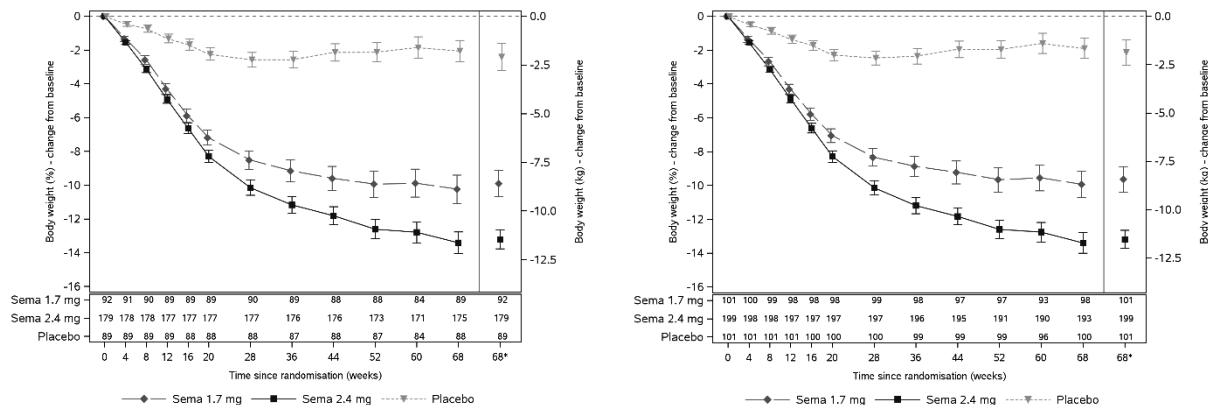 0
-2
-4
-6
-8
-10
-12
-14
-16
Body weight (%) - change from baseline
0.0
-2.5
-5.0
-7.5
-10.0
-12.5
Body weight (kg) - change from baseline
Sema 1.7 mg 92 91 90 89 89 89 90 89 88 88 84 89 92
Sema 2.4 mg 179 178 178 177 177 177 177 176 176 173 171 175 179
Placebo 89 89 89 88 88 88 88 87 88 87 84 88 89
0 4 8 12 16 20 28 36 44 52 60 68 68*
Time since randomisation (weeks)
Sema 1.7 mg Sema 2.4 mg Placebo
0
-2
-4
-6
-8
-10
-12
-14
-16
Body weight (%) - change from baseline
0.0
-2.5
-5.0
-7.5
-10.0
-12.5
Body weight (kg) - change from baseline
Sema 1.7 mg 101 100 99 98 98 98 99 98 97 97 93 98 101
Sema 2.4 mg 199 198 198 197 197 197 197 196 195 191 190 193 199
Placebo 101 101 101 100 100 100 100 99 99 99 96 100 101
0 4 8 12 16 20 28 36 44 52 60 68 68*
Time since randomisation (weeks)
Sema 1.7 mg Sema 2.4 mg Placebo